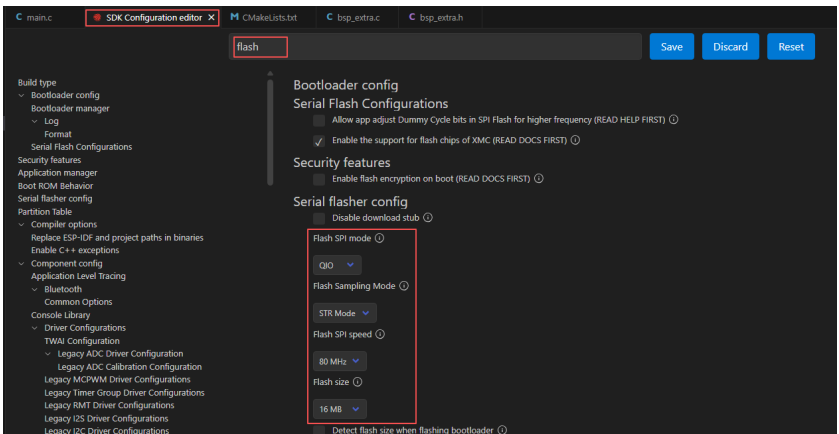 C main.c
SDK Configuration editor X
M CMakeLists.txt
C bsp_extra.c
C bsp_extra.h
flash
Save
Discard
Reset
Build type
Bootloader config
Bootloader manager
Log
Format
Serial Flash Configurations
Security features
Application manager
Boot ROM Behavior
Serial flasher config
Partition Table
Compiler options
Replace ESP-IDF and project paths in binaries
Enable C++ exceptions
Component config
Application Level Tracing
Bluetooth
Common Options
Console Library
Driver Configurations
TWAI Configuration
Legacy ADC Driver Configuration
Legacy ADC Calibration Configuration
Legacy MCPWM Driver Configurations
Legacy Timer Group Driver Configurations
Legacy RMT Driver Configurations
Legacy I2S Driver Configurations
Legacy I2C Driver Configurations
Bootloader config
Serial Flash Configurations
Allow app adjust Dummy Cycle bits in SPI Flash for higher frequency (READ HELP FIRST)
Enable the support for flash chips of XMC (READ DOCS FIRST)
Security features
Enable flash encryption on boot (READ DOCS FIRST)
Serial flasher config
Disable download stub
Flash SPI mode
QIO
Flash Sampling Mode
STR Mode
Flash SPI speed
80 MHz
Flash size
16 MB
Detect flash size when flashing bootloader